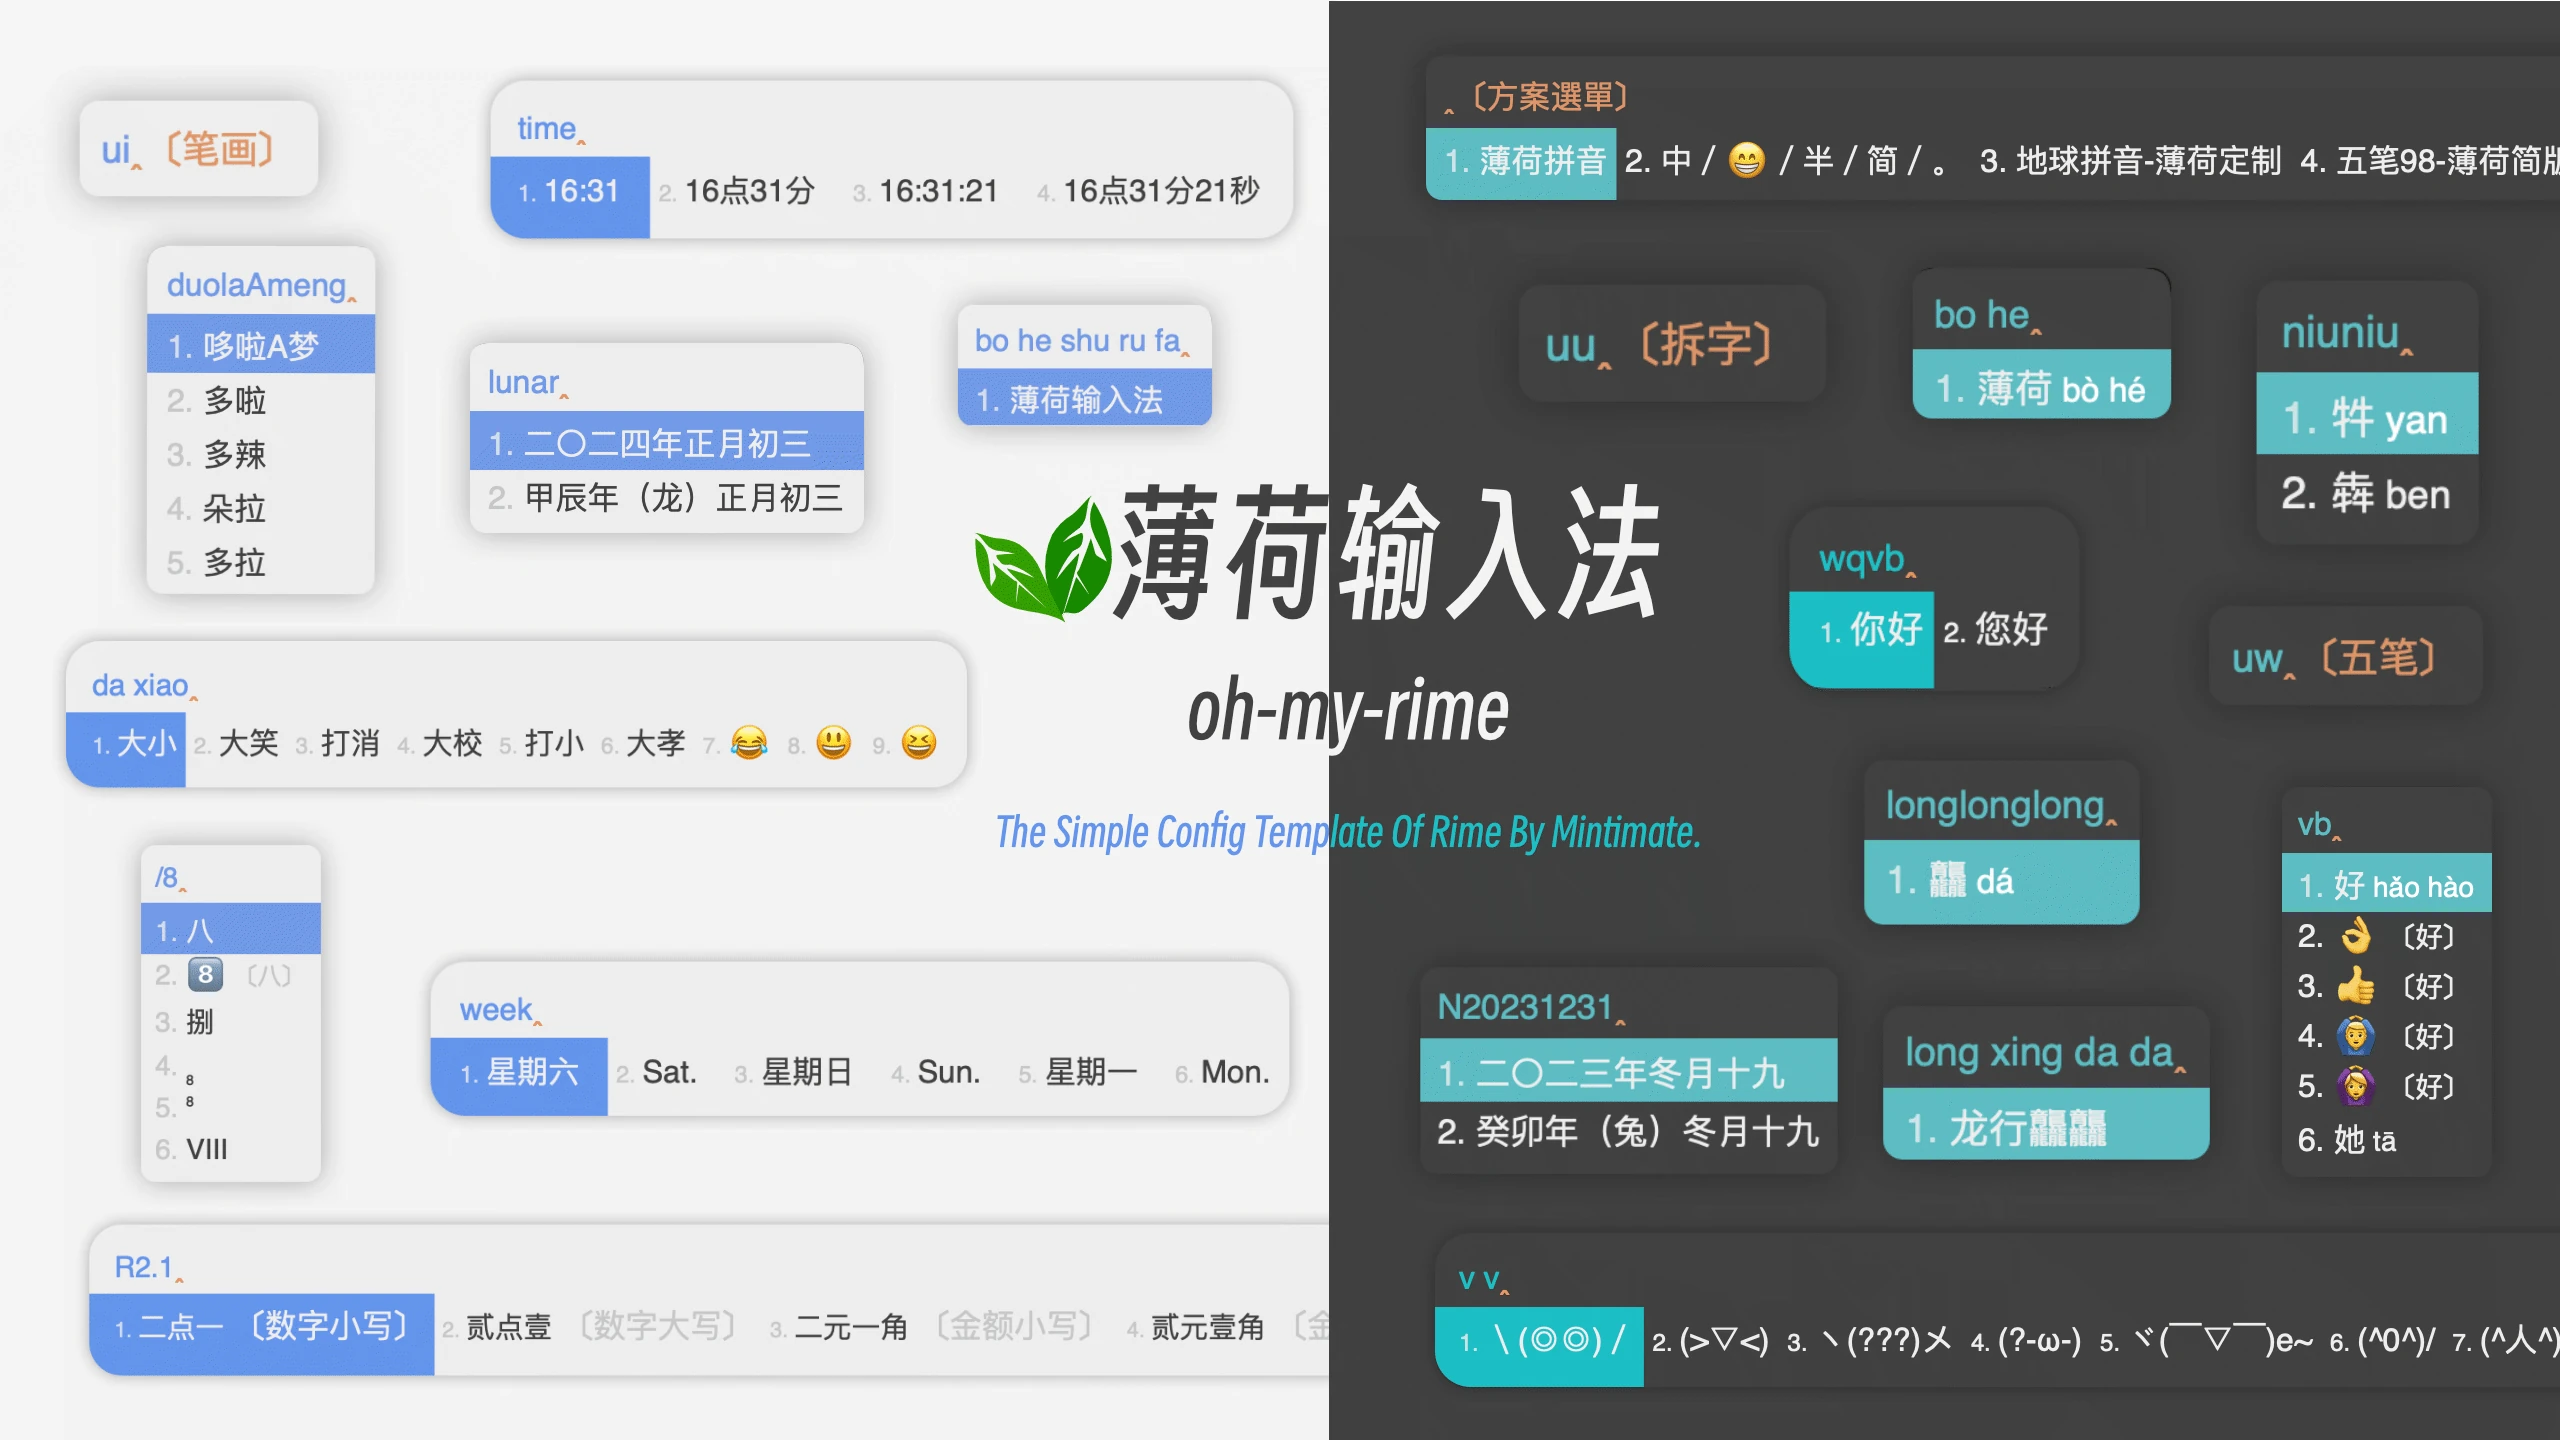 ui‸〔笔画〕
time‸
1. 16:31 2. 16点31分 3. 16:31:21 4. 16点31分21秒
duolaAmeng‸
1. 哆啦A梦
2. 多啦
3. 多辣
4. 朵拉
5. 多拉
lunar‸
1. 二〇二四年正月初三
2. 甲辰年（龙）正月初三
bo he shu ru fa‸
1. 薄荷输入法
da xiao‸
1. 大小 2. 大笑 3. 打消 4. 大校 5. 打小 6. 大孝 7. 😂 8. 😃 9. 😆
/8‸
1. 八
2. 8️⃣ 〔八〕
3. 捌
4. ₈
5. ⁸
6. VIII
week‸
1. 星期六 2. Sat. 3. 星期日 4. Sun. 5. 星期一 6. Mon.
R2.1‸
1. 二点一 〔数字小写〕 2. 贰点壹 〔数字大写〕 3. 二元一角 〔金额小写〕 4. 贰元壹角 〔金
薄荷输入法
oh-my-rime
The Simple Config Template Of Rime By Mintimate.
‸〔方案選單〕
1. 薄荷拼音 2. 中 / 😁 / 半 / 简 / 。 3. 地球拼音-薄荷定制 4. 五笔98-薄荷简版
uu‸〔拆字〕
bo he‸
1. 薄荷 bò hé
niuniu‸
1. 牪 yan
2. 犇 ben
wqvb‸
1. 你好 2. 您好
uw‸〔五笔〕
longlonglong‸
1. 龘 dá
vb‸
1. 好 hǎo hào
2. 👌 〔好〕
3. 👍 〔好〕
4. 🙆‍♂️ 〔好〕
5. 🙆‍♀️ 〔好〕
6. 她 tā
N20231231‸
1. 二〇二三年冬月十九
2. 癸卯年（兔）冬月十九
long xing da da‸
1. 龙行龘龘
v v‸
1. ╲(◎◎)╱ 2. (>▽<) 3. ヽ(???)メ 4. (?-ω-) 5. ヾ(￣▽￣)e~ 6. (^0^)/ 7. (^人^)